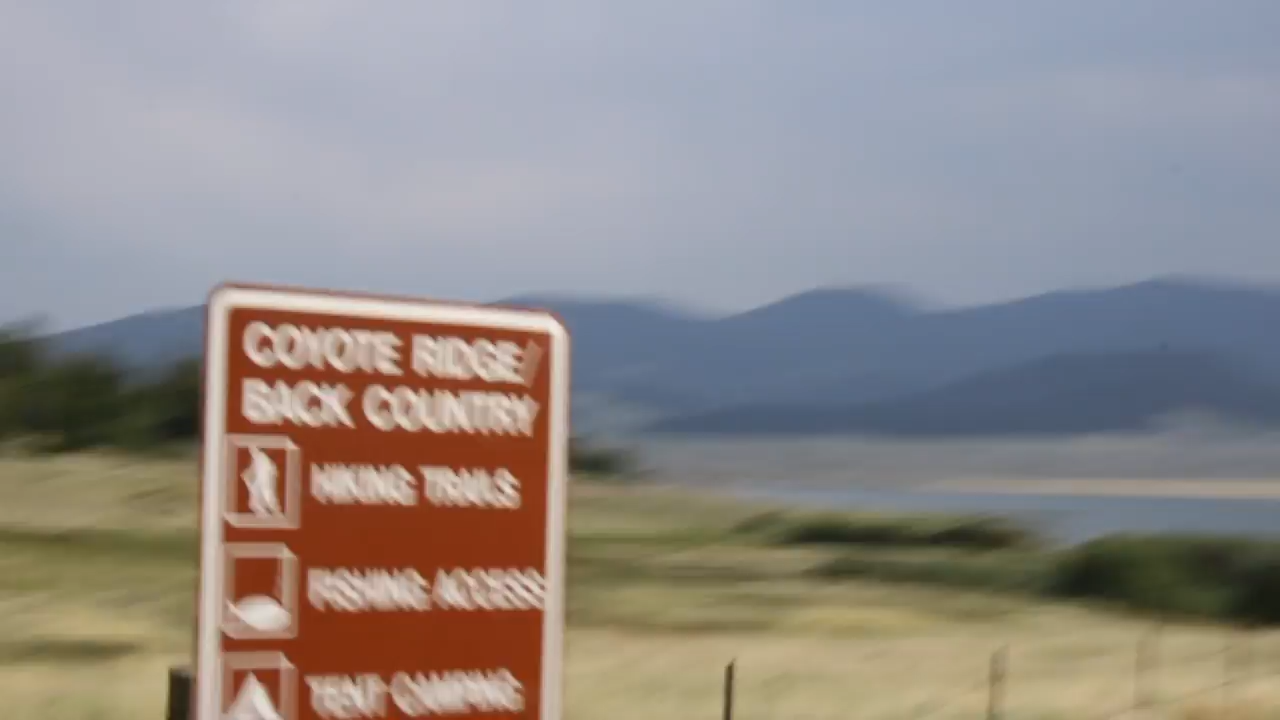 COYOTE RIDGE/
BACK COUNTRY
HIKING TRAILS
FISHING ACCESS
TENT CAMPING